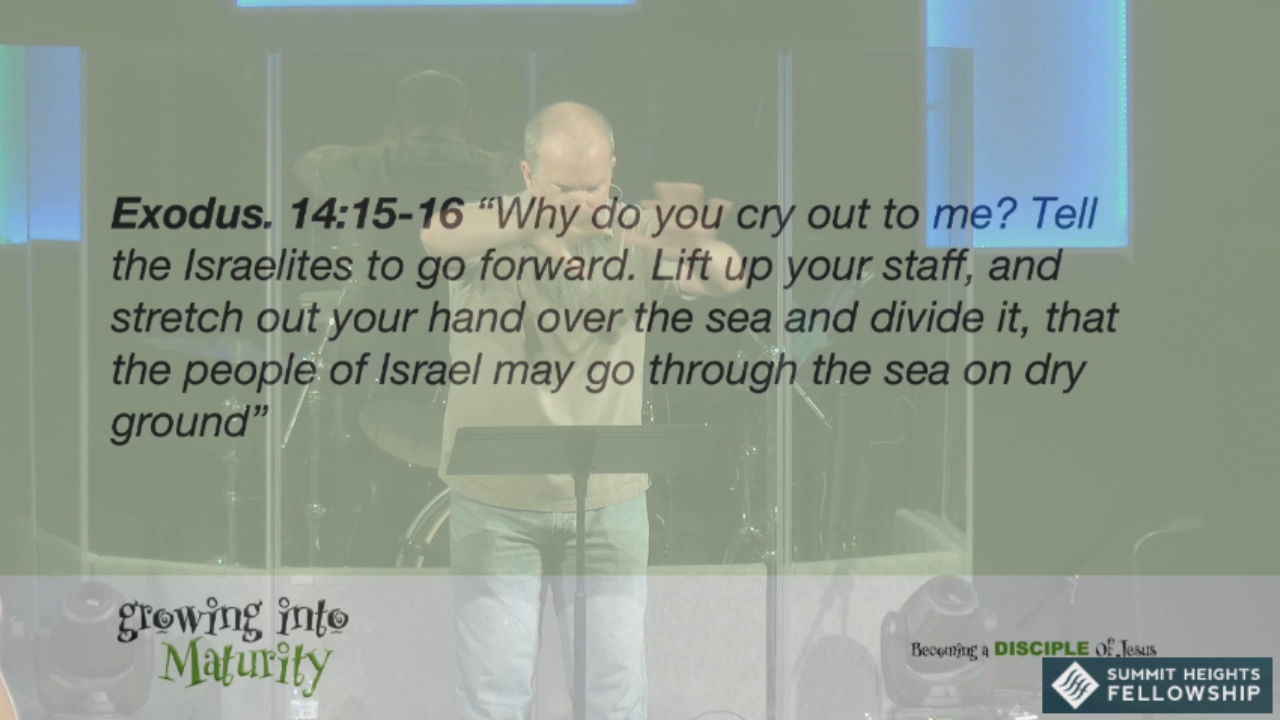 Exodus. 14:15-16 “Why do you cry out to me? Tell
the Israelites to go forward. Lift up your staff, and
stretch out your hand over the sea and divide it, that
the people of Israel may go through the sea on dry
ground”
growing into
Maturity
Becoming a DISCIPLE of Jesus
SUMMIT HEIGHTS
FELLOWSHIP